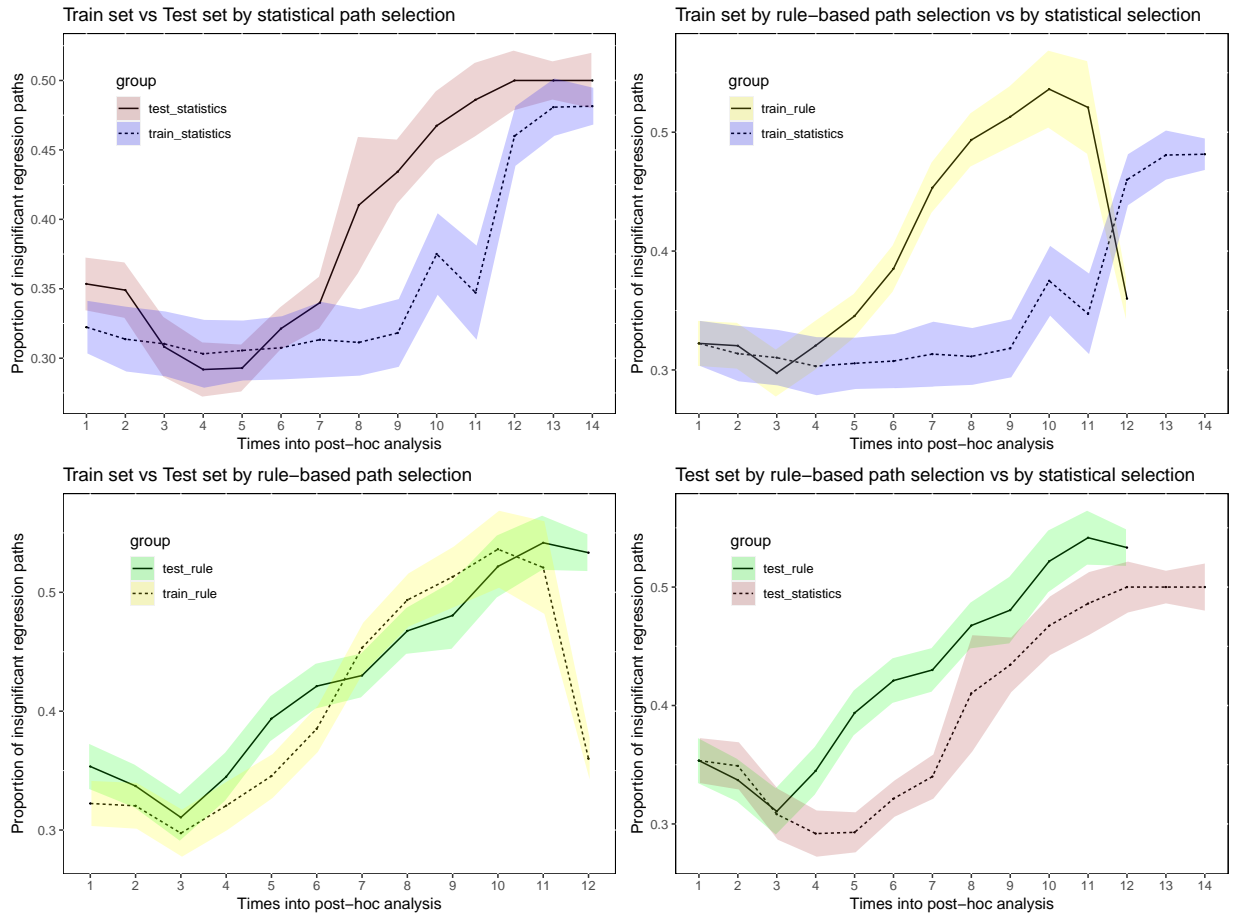 Train set vs Test set by statistical path selection
Proportion of insignificant regression paths
0.50
0.45
0.40
0.35
0.30
group
test_statistics
train_statistics
1 2 3 4 5 6 7 8 9 10 11 12 13 14
Times into post−hoc analysis
Train set by rule−based path selection vs by statistical selection
Proportion of insignificant regression paths
0.5
0.4
0.3
group
train_rule
train_statistics
1 2 3 4 5 6 7 8 9 10 11 12 13 14
Times into post−hoc analysis
Train set vs Test set by rule−based path selection
Proportion of insignificant regression paths
0.5
0.4
0.3
group
test_rule
train_rule
1 2 3 4 5 6 7 8 9 10 11 12
Times into post−hoc analysis
Test set by rule−based path selection vs by statistical selection
Proportion of insignificant regression paths
0.5
0.4
0.3
group
test_rule
test_statistics
1 2 3 4 5 6 7 8 9 10 11 12 13 14
Times into post−hoc analysis